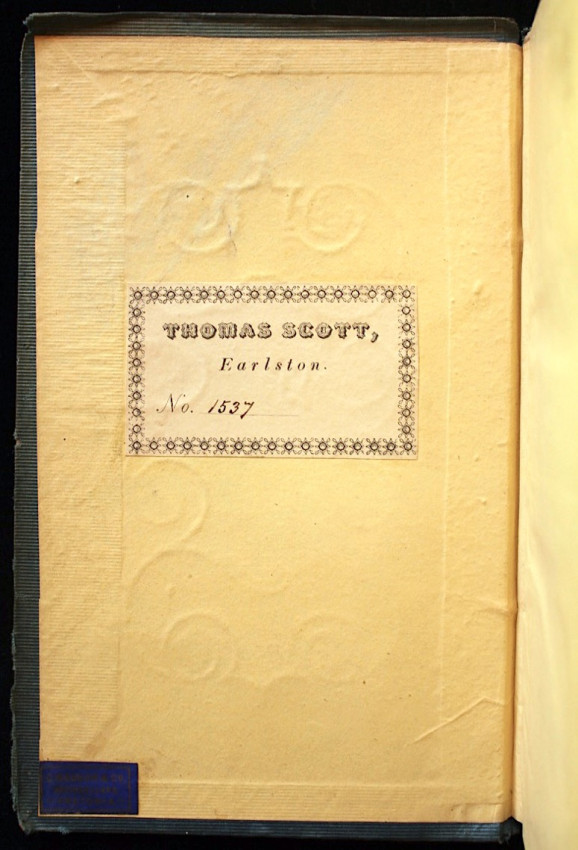 THOMAS SCOTT,
Earlston.
No. 1537